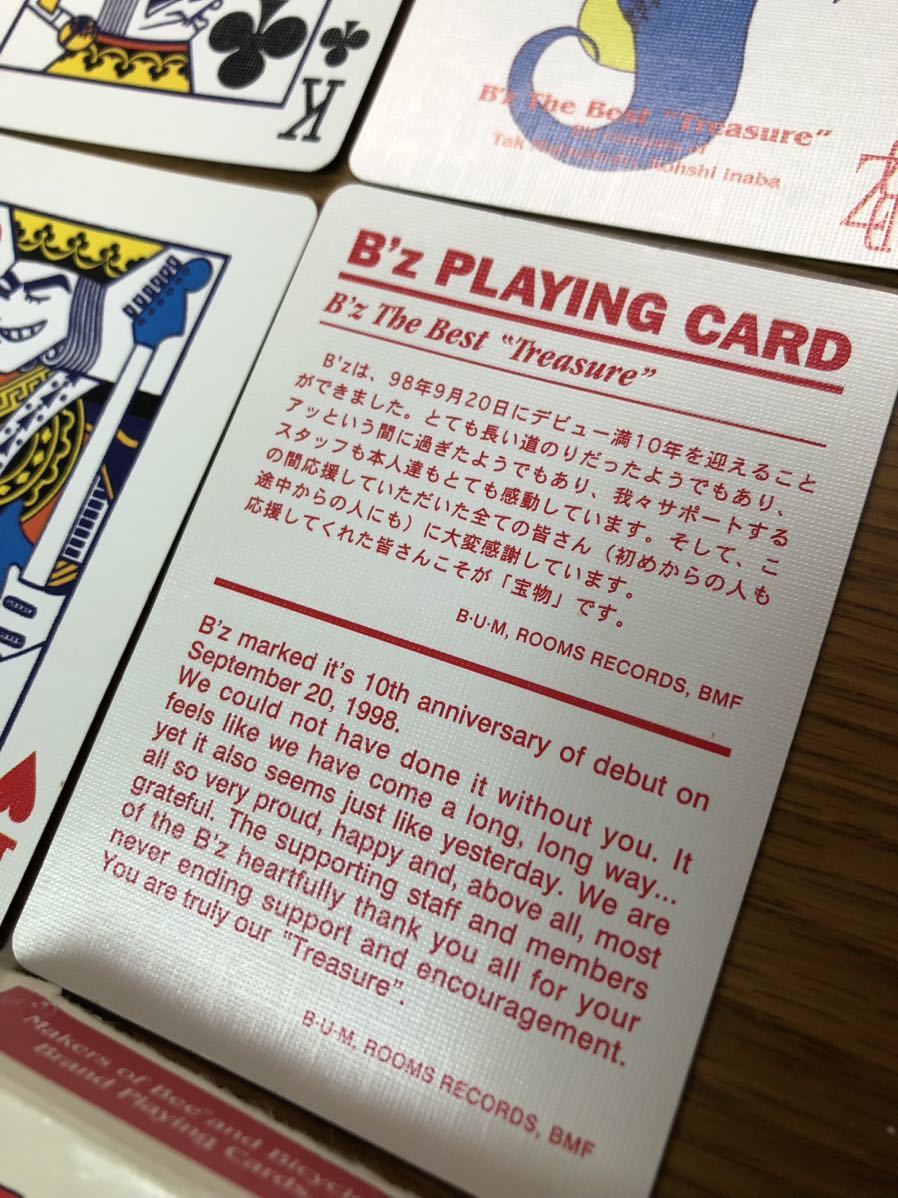 K
B'z The Best "Treasure"
Inaba
B'z
B'z PLAYING CARD
B'z The Best "Treasure"
B'zは、98年9月20日にデビュー満10年を迎えること
ができました。とても長い道のりだったようでもあり、
アッという間に過ぎたようでもあり、我々サポートする
スタッフも本人達もとても感動しています。そして、こ
の間応援していただいた全ての皆さん（初めからの人も
途中からの人にも）に大変感謝しています。
応援してくれた皆さんこそが「宝物」です。
B·U·M, ROOMS RECORDS, BMF
B'z marked it's 10th anniversary of debut on
September 20, 1998.
We could not have done it without you. It
feels like we have come a long, long way...
yet it also seems just like yesterday. We are
all so very proud, happy and, above all, most
grateful. The supporting staff and members
of the B'z heartfully thank you all for your
never ending support and encouragement.
You are truly our "Treasure".
B·U·M, ROOMS RECORDS, BMF
Makers of Bee® and Bicycle
Brand Playing Cards